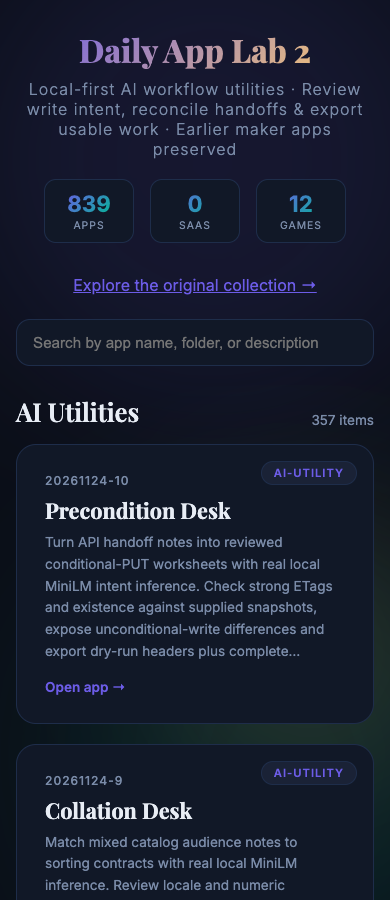 Daily App Lab 2
Local-first AI workflow utilities · Review
write intent, reconcile handoffs & export
usable work · Earlier maker apps
preserved
839
APPS
0
SAAS
12
GAMES
Explore the original collection →
Search by app name, folder, or description
AI Utilities
357 items
20261124-10
AI-UTILITY
Precondition Desk
Turn API handoff notes into reviewed
conditional-PUT worksheets with real local
MiniLM intent inference. Check strong ETags
and existence against supplied snapshots,
expose unconditional-write differences and
export dry-run headers plus complete...
Open app →
20261124-9
AI-UTILITY
Collation Desk
Match mixed catalog audience notes to
sorting contracts with real local MiniLM
inference. Review locale and numeric